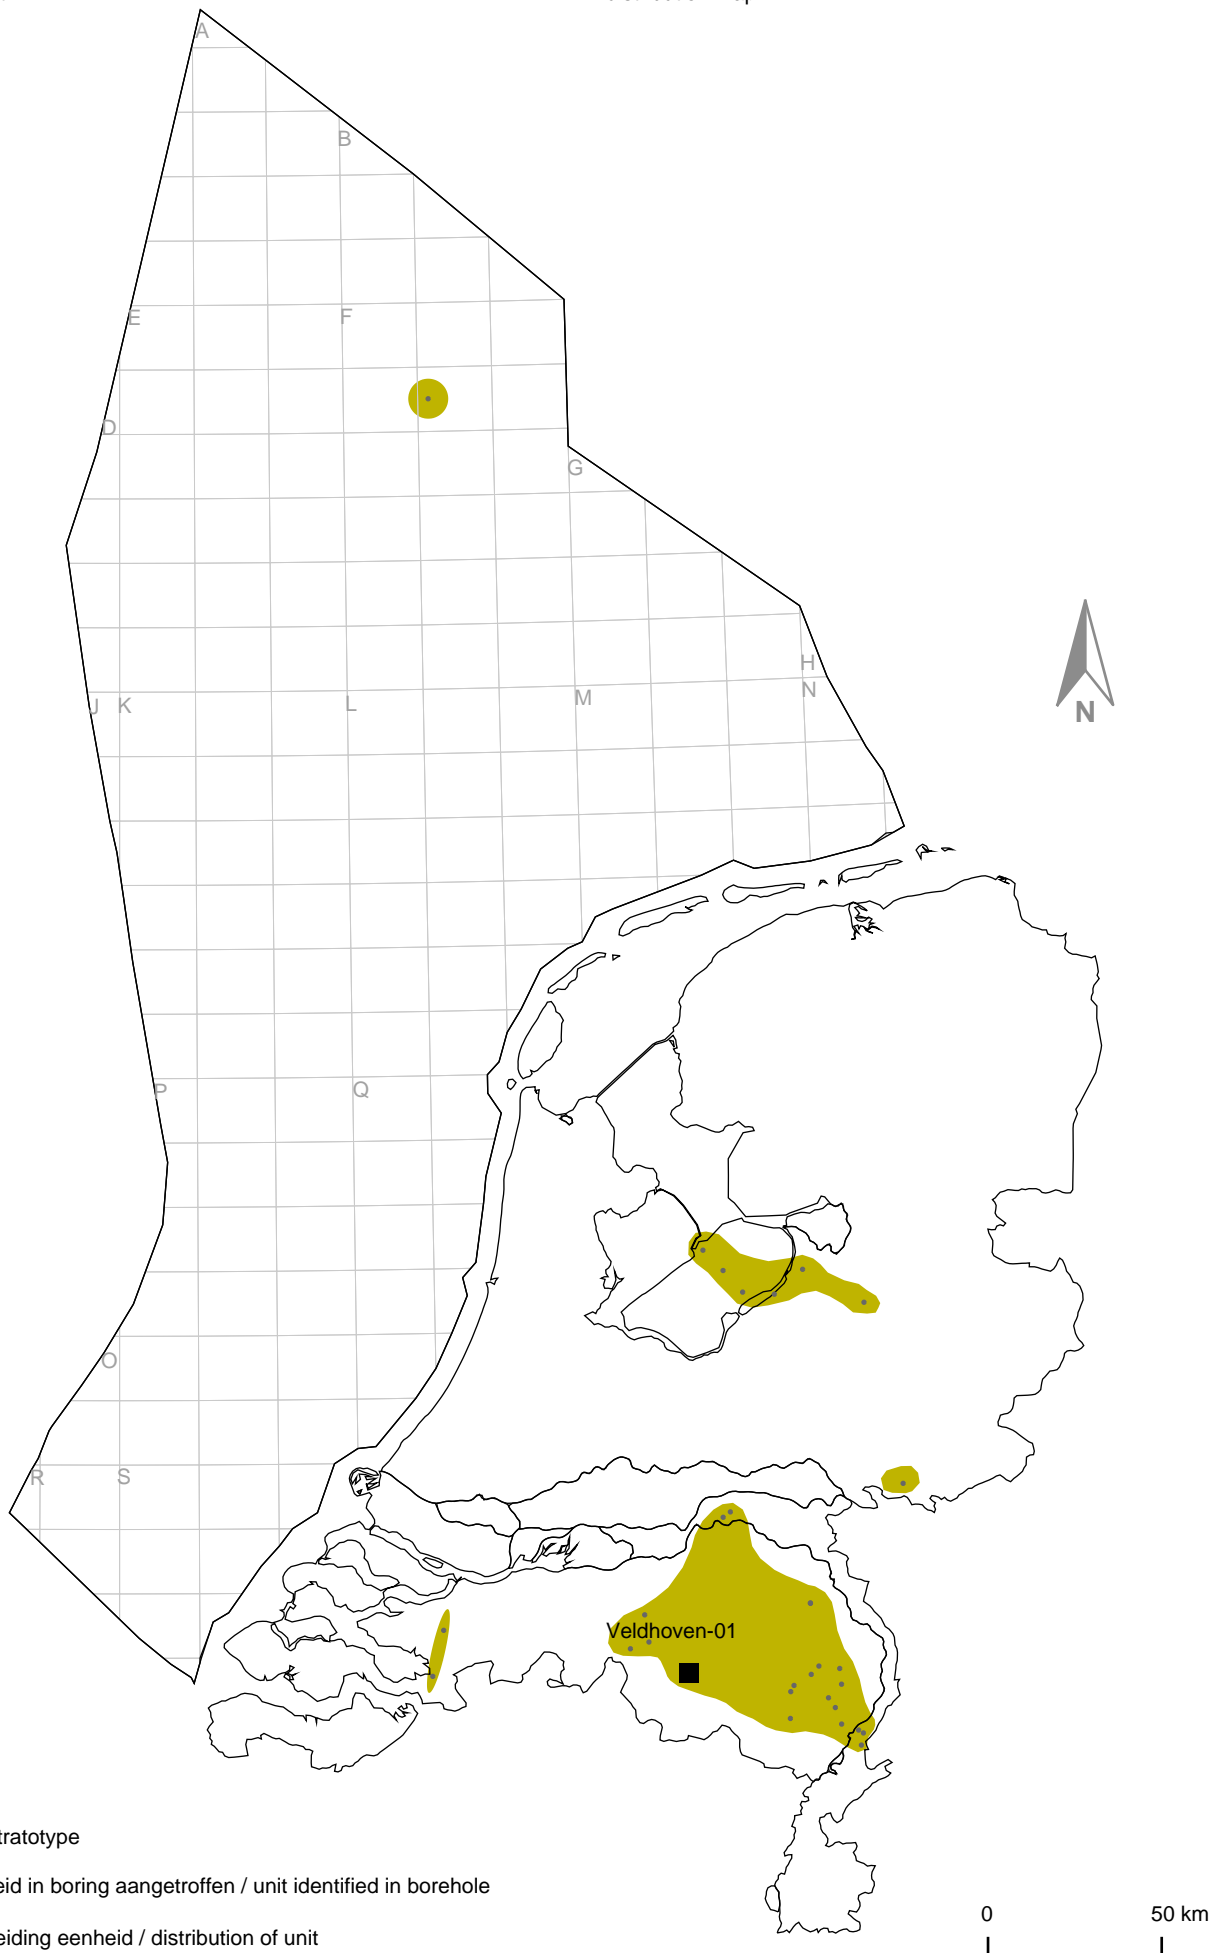 A
B
E
F
D
G
H
N
J K
L
M
N
P
Q
O
R
S
Veldhoven-01
tratotype
eid in boring aangetroffen / unit identified in borehole
eiding eenheid / distribution of unit
0
50 km